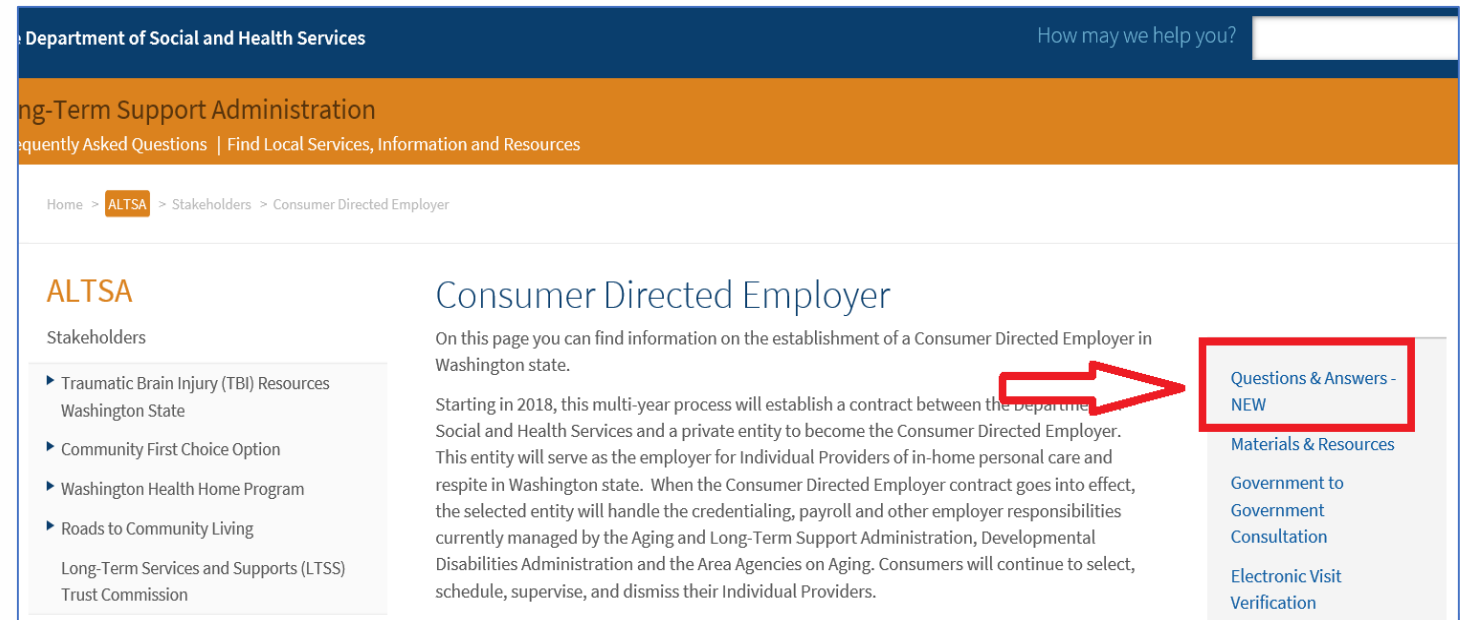 Department of Social and Health Services
How may we help you?
ng-Term Support Administration
equently Asked Questions | Find Local Services, Information and Resources
Home > ALTSA > Stakeholders > Consumer Directed Employer
ALTSA
Stakeholders
Traumatic Brain Injury (TBI) Resources
Washington State
Community First Choice Option
Washington Health Home Program
Roads to Community Living
Long-Term Services and Supports (LTSS)
Trust Commission
Consumer Directed Employer
On this page you can find information on the establishment of a Consumer Directed Employer in
Washington state.
Starting in 2018, this multi-year process will establish a contract between the
Social and Health Services and a private entity to become the Consumer Directed Employer.
This entity will serve as the employer for Individual Providers of in-home personal care and
respite in Washington state. When the Consumer Directed Employer contract goes into effect,
the selected entity will handle the credentialing, payroll and other employer responsibilities
currently managed by the Aging and Long-Term Support Administration, Developmental
Disabilities Administration and the Area Agencies on Aging. Consumers will continue to select,
schedule, supervise, and dismiss their Individual Providers.
Questions & Answers -
NEW
Materials & Resources
Government to
Government
Consultation
Electronic Visit
Verification